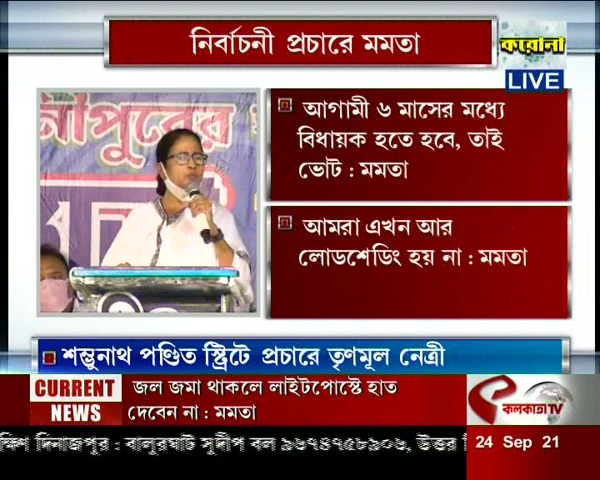 নির্বাচনী প্রচারে মমতা
করোনা
LIVE
আগামী ৬ মাসের মধ্যে
বিধায়ক হতে হবে, তাই
ভোট : মমতা
আমরা এখন আর
লোডশেডিং হয় না : মমতা
শম্ভুনাথ পণ্ডিত স্ট্রিটে প্রচারে তৃণমূল নেত্রী
CURRENT
NEWS
জল জমা থাকলে লাইটপোস্টে হাত
দেবেন না : মমতা
কলকাতা TV
দিনাজপুর : বালুরঘাট সুদীপ বল ৯৬৭৪৭৫৮৯০৬, উত্তর
24 Sep 21